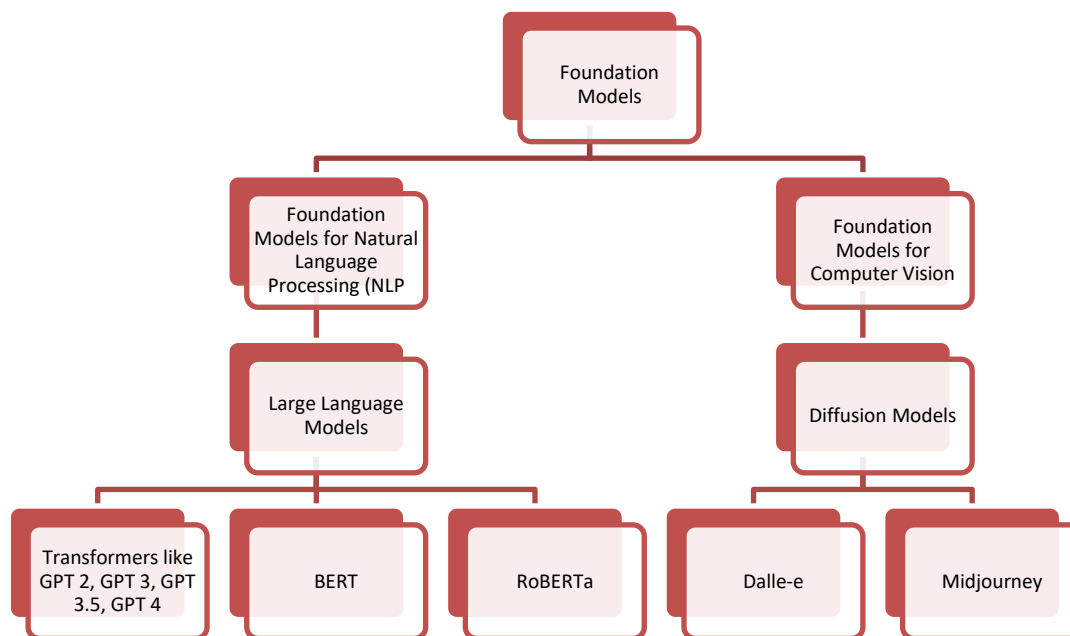 Foundation
Models
Foundation
Models for Natural
Language
Processing (NLP
Foundation
Models for
Computer Vision
Large Language
Models
Diffusion Models
Transformers like
GPT 2, GPT 3, GPT
3.5, GPT 4
BERT
RoBERTa
Dalle-e
Midjourney